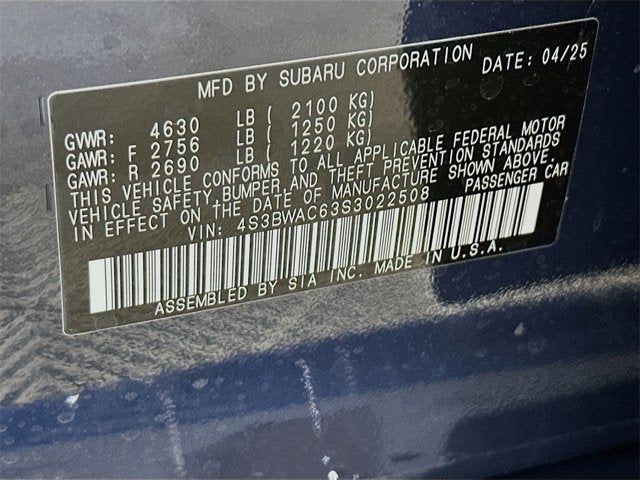 MFD BY SUBARU CORPORATION DATE: 04/25
GVWR: 4630 LB ( 2100 KG)
GAWR: F 2756 LB ( 1250 KG)
GAWR: R 2690 LB ( 1220 KG)
THIS VEHICLE CONFORMS TO ALL APPLICABLE FEDERAL MOTOR
VEHICLE SAFETY,BUMPER,AND THEFT PREVENTION STANDARDS
IN EFFECT ON THE DATE OF MANUFACTURE SHOWN ABOVE.
VIN: 4S3BWAC63S3022508 PASSENGER CAR
ASSEMBLED BY SIA INC. MADE IN U.S.A.